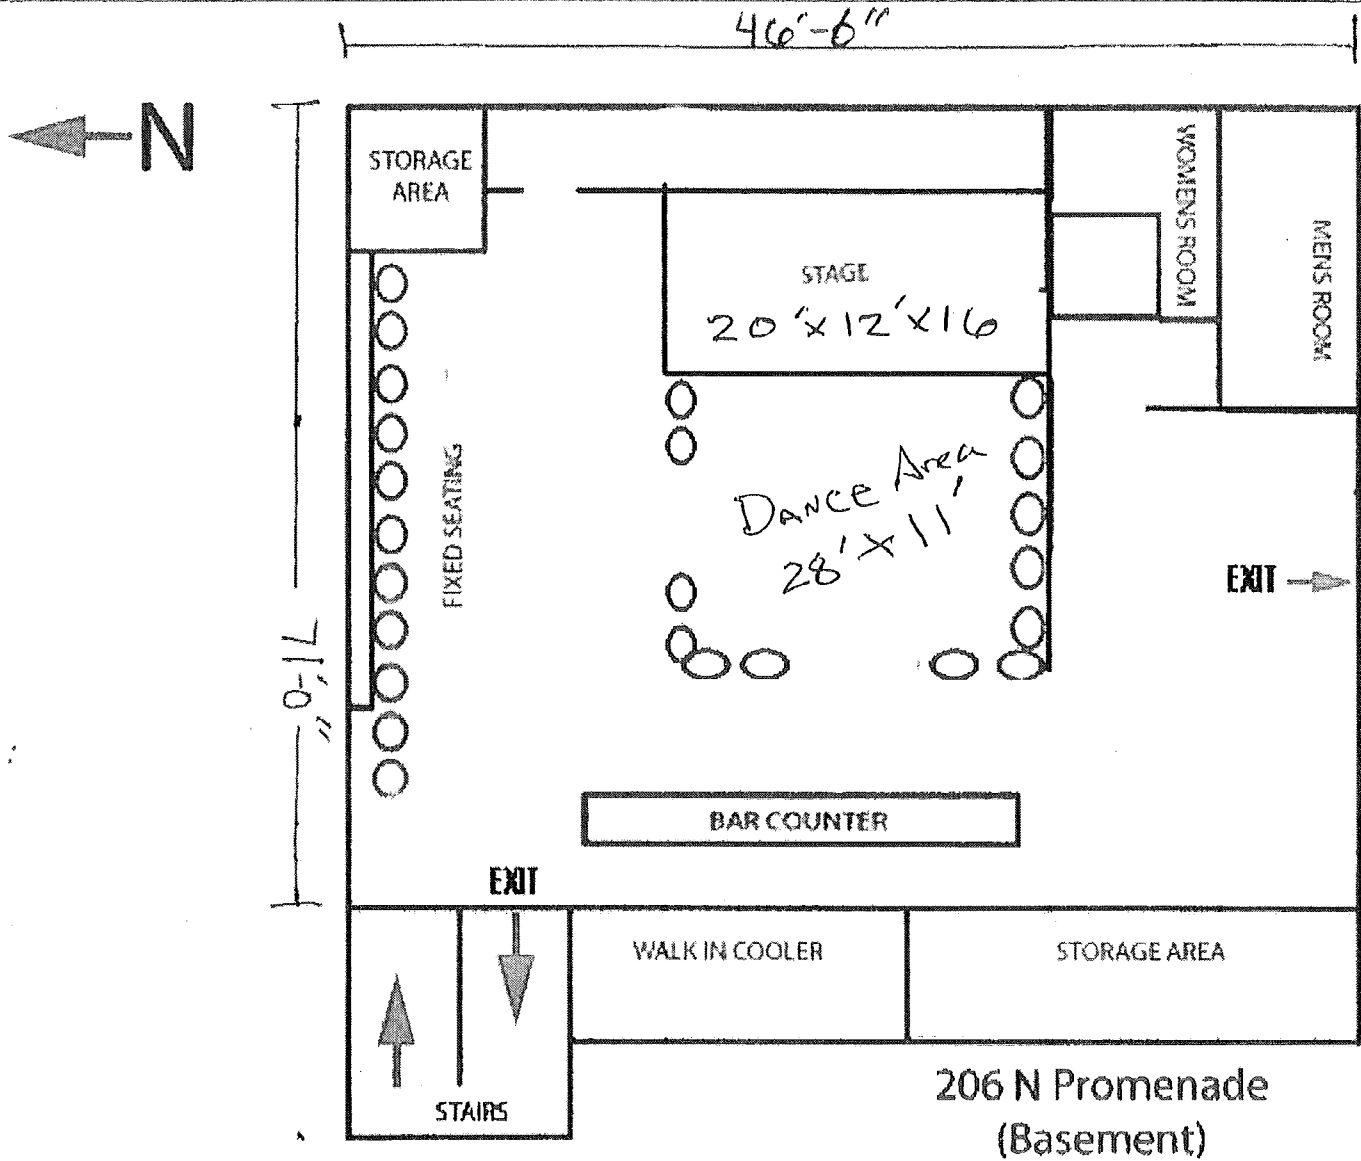 46'-6"
N
STORAGE
AREA
WOMENS ROOM
MENS ROOM
STAGE
20'x12'x16
FIXED SEATING
Dance Area
28'x11'
EXIT
71'-0"
BAR COUNTER
EXIT
WALK IN COOLER
STORAGE AREA
STAIRS
206 N Promenade
(Basement)